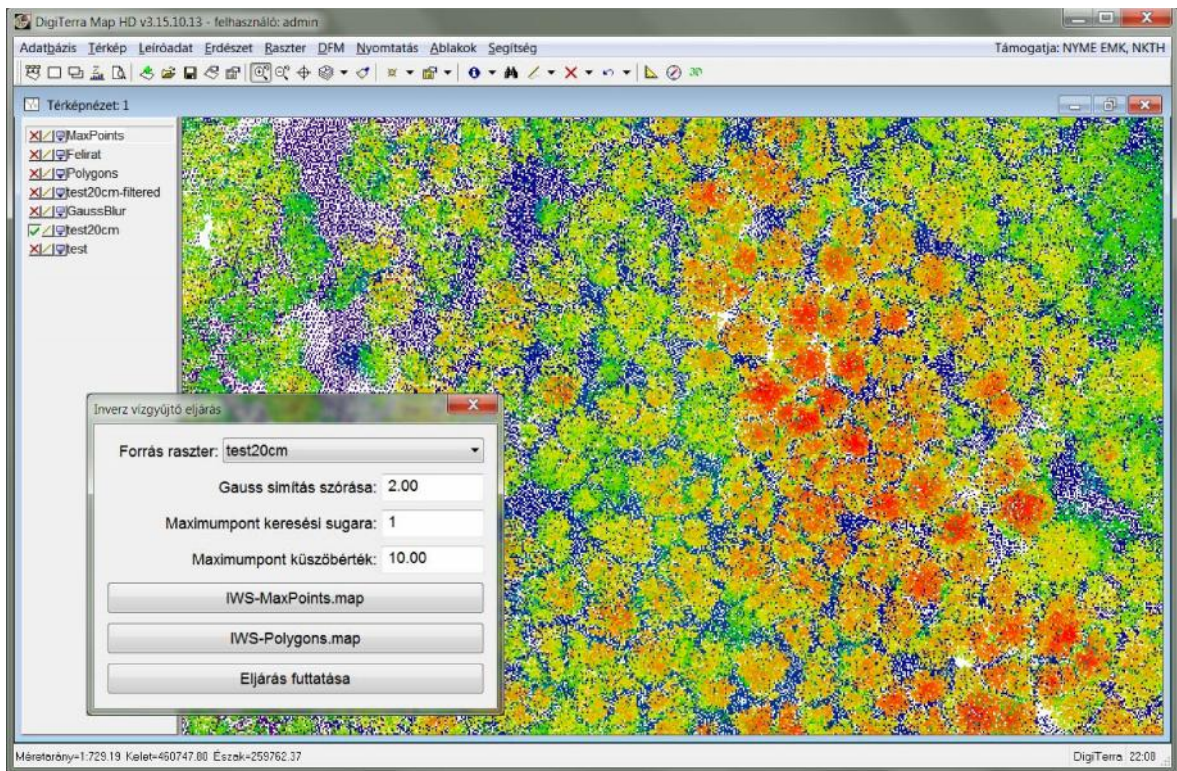 DigiTerra Map HD v3.15.10.13 - felhasználó: admin
Adatbázis Térkép Leíróadat Erdészet Raszter DFM Nyomtatás Ablakok Segítség Támogatja: NYME EMK, NKTH
3D
Térképnézet: 1
MaxPoints
Felirat
Polygons
test20cm-filtered
GaussBlur
test20cm
test
Inverz vízgyűjtő eljárás
Forrás raszter: test20cm
Gauss simítás szórása: 2.00
Maximumpont keresési sugara: 1
Maximumpont küszöbérték: 10.00
IWS-MaxPoints.map
IWS-Polygons.map
Eljárás futtatása
Méretarány=1:729.19 Kelet=460747.80 Észak=259762.37 DigiTerra 22:08